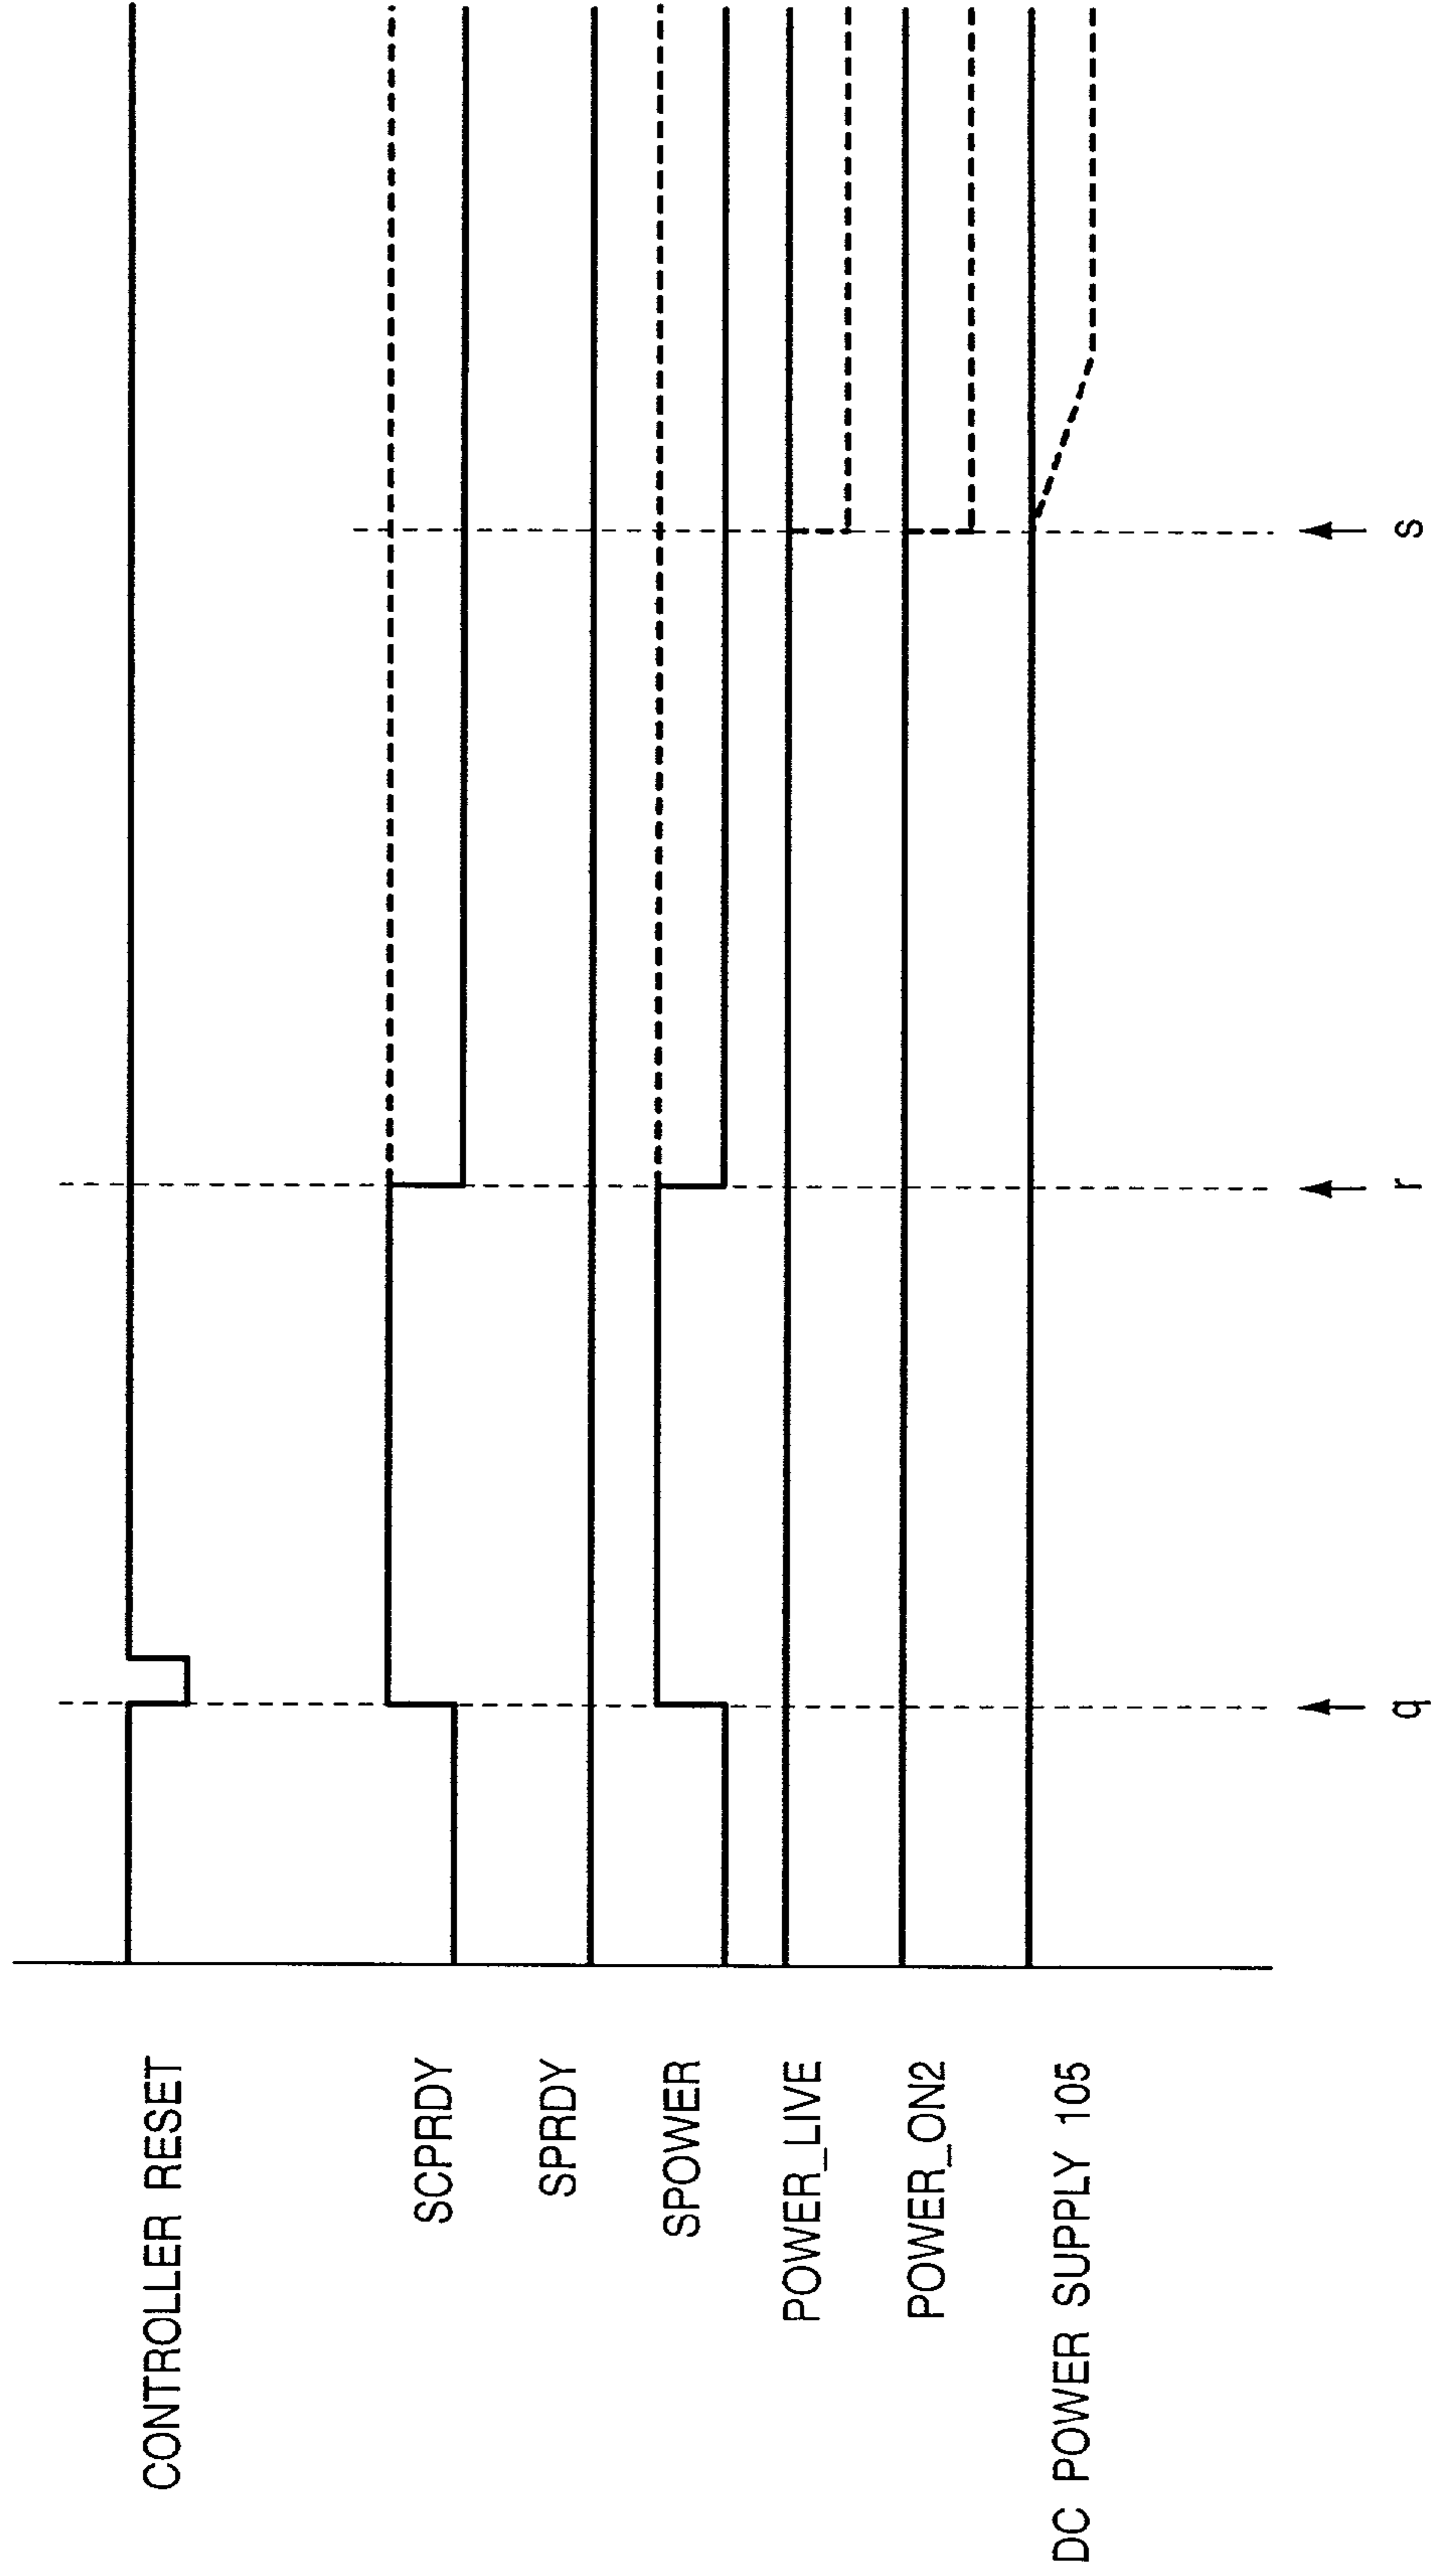 CONTROLLER RESET
SCPRDY
SPRDY
SPOWER
POWER_LIVE
POWER_ON2
DC POWER SUPPLY 105
q
r
s